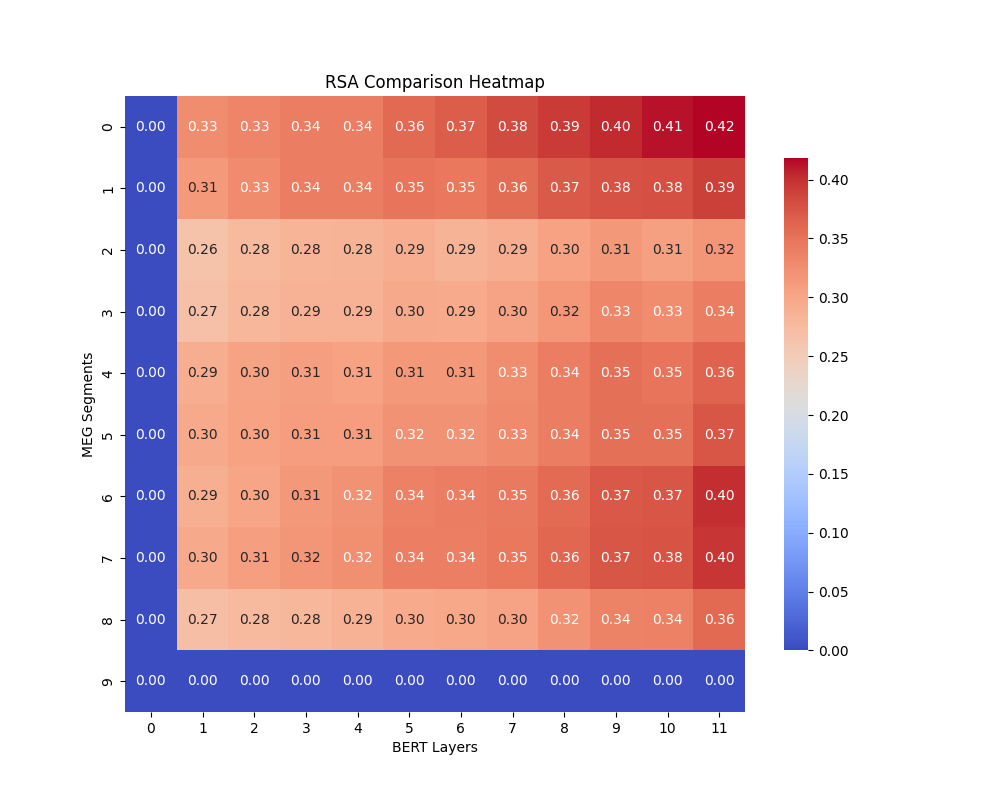 RSA Comparison Heatmap
MEG Segments
0 0.00 0.33 0.33 0.34 0.34 0.36 0.37 0.38 0.39 0.40 0.41 0.42
1 0.00 0.31 0.33 0.34 0.34 0.35 0.35 0.36 0.37 0.38 0.38 0.39
2 0.00 0.26 0.28 0.28 0.28 0.29 0.29 0.29 0.30 0.31 0.31 0.32
3 0.00 0.27 0.28 0.29 0.29 0.30 0.29 0.30 0.32 0.33 0.33 0.34
4 0.00 0.29 0.30 0.31 0.31 0.31 0.31 0.33 0.34 0.35 0.35 0.36
5 0.00 0.30 0.30 0.31 0.31 0.32 0.32 0.33 0.34 0.35 0.35 0.37
6 0.00 0.29 0.30 0.31 0.32 0.34 0.34 0.35 0.36 0.37 0.37 0.40
7 0.00 0.30 0.31 0.32 0.32 0.34 0.34 0.35 0.36 0.37 0.38 0.40
8 0.00 0.27 0.28 0.28 0.29 0.30 0.30 0.30 0.32 0.34 0.34 0.36
9 0.00 0.00 0.00 0.00 0.00 0.00 0.00 0.00 0.00 0.00 0.00 0.00
0 1 2 3 4 5 6 7 8 9 10 11
BERT Layers
0.40
0.35
0.30
0.25
0.20
0.15
0.10
0.05
0.00